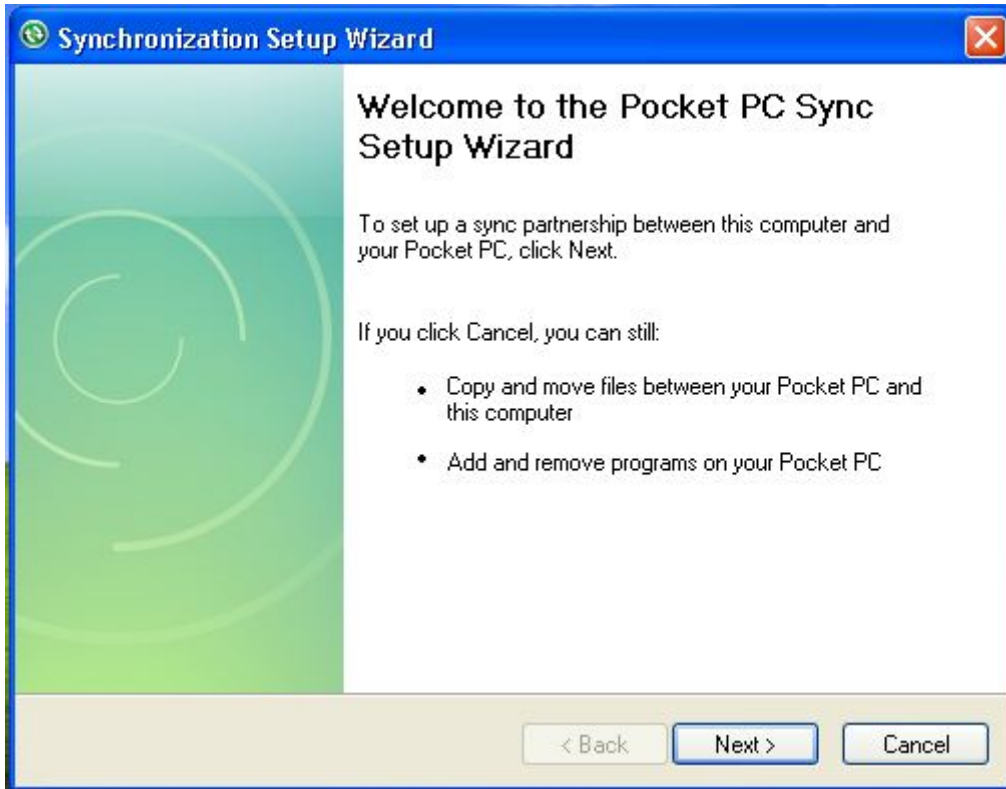 Synchronization Setup Wizard
Welcome to the Pocket PC Sync
Setup Wizard
To set up a sync partnership between this computer and
your Pocket PC, click Next.
If you click Cancel, you can still:
• Copy and move files between your Pocket PC and
this computer
• Add and remove programs on your Pocket PC
< Back
Next >
Cancel